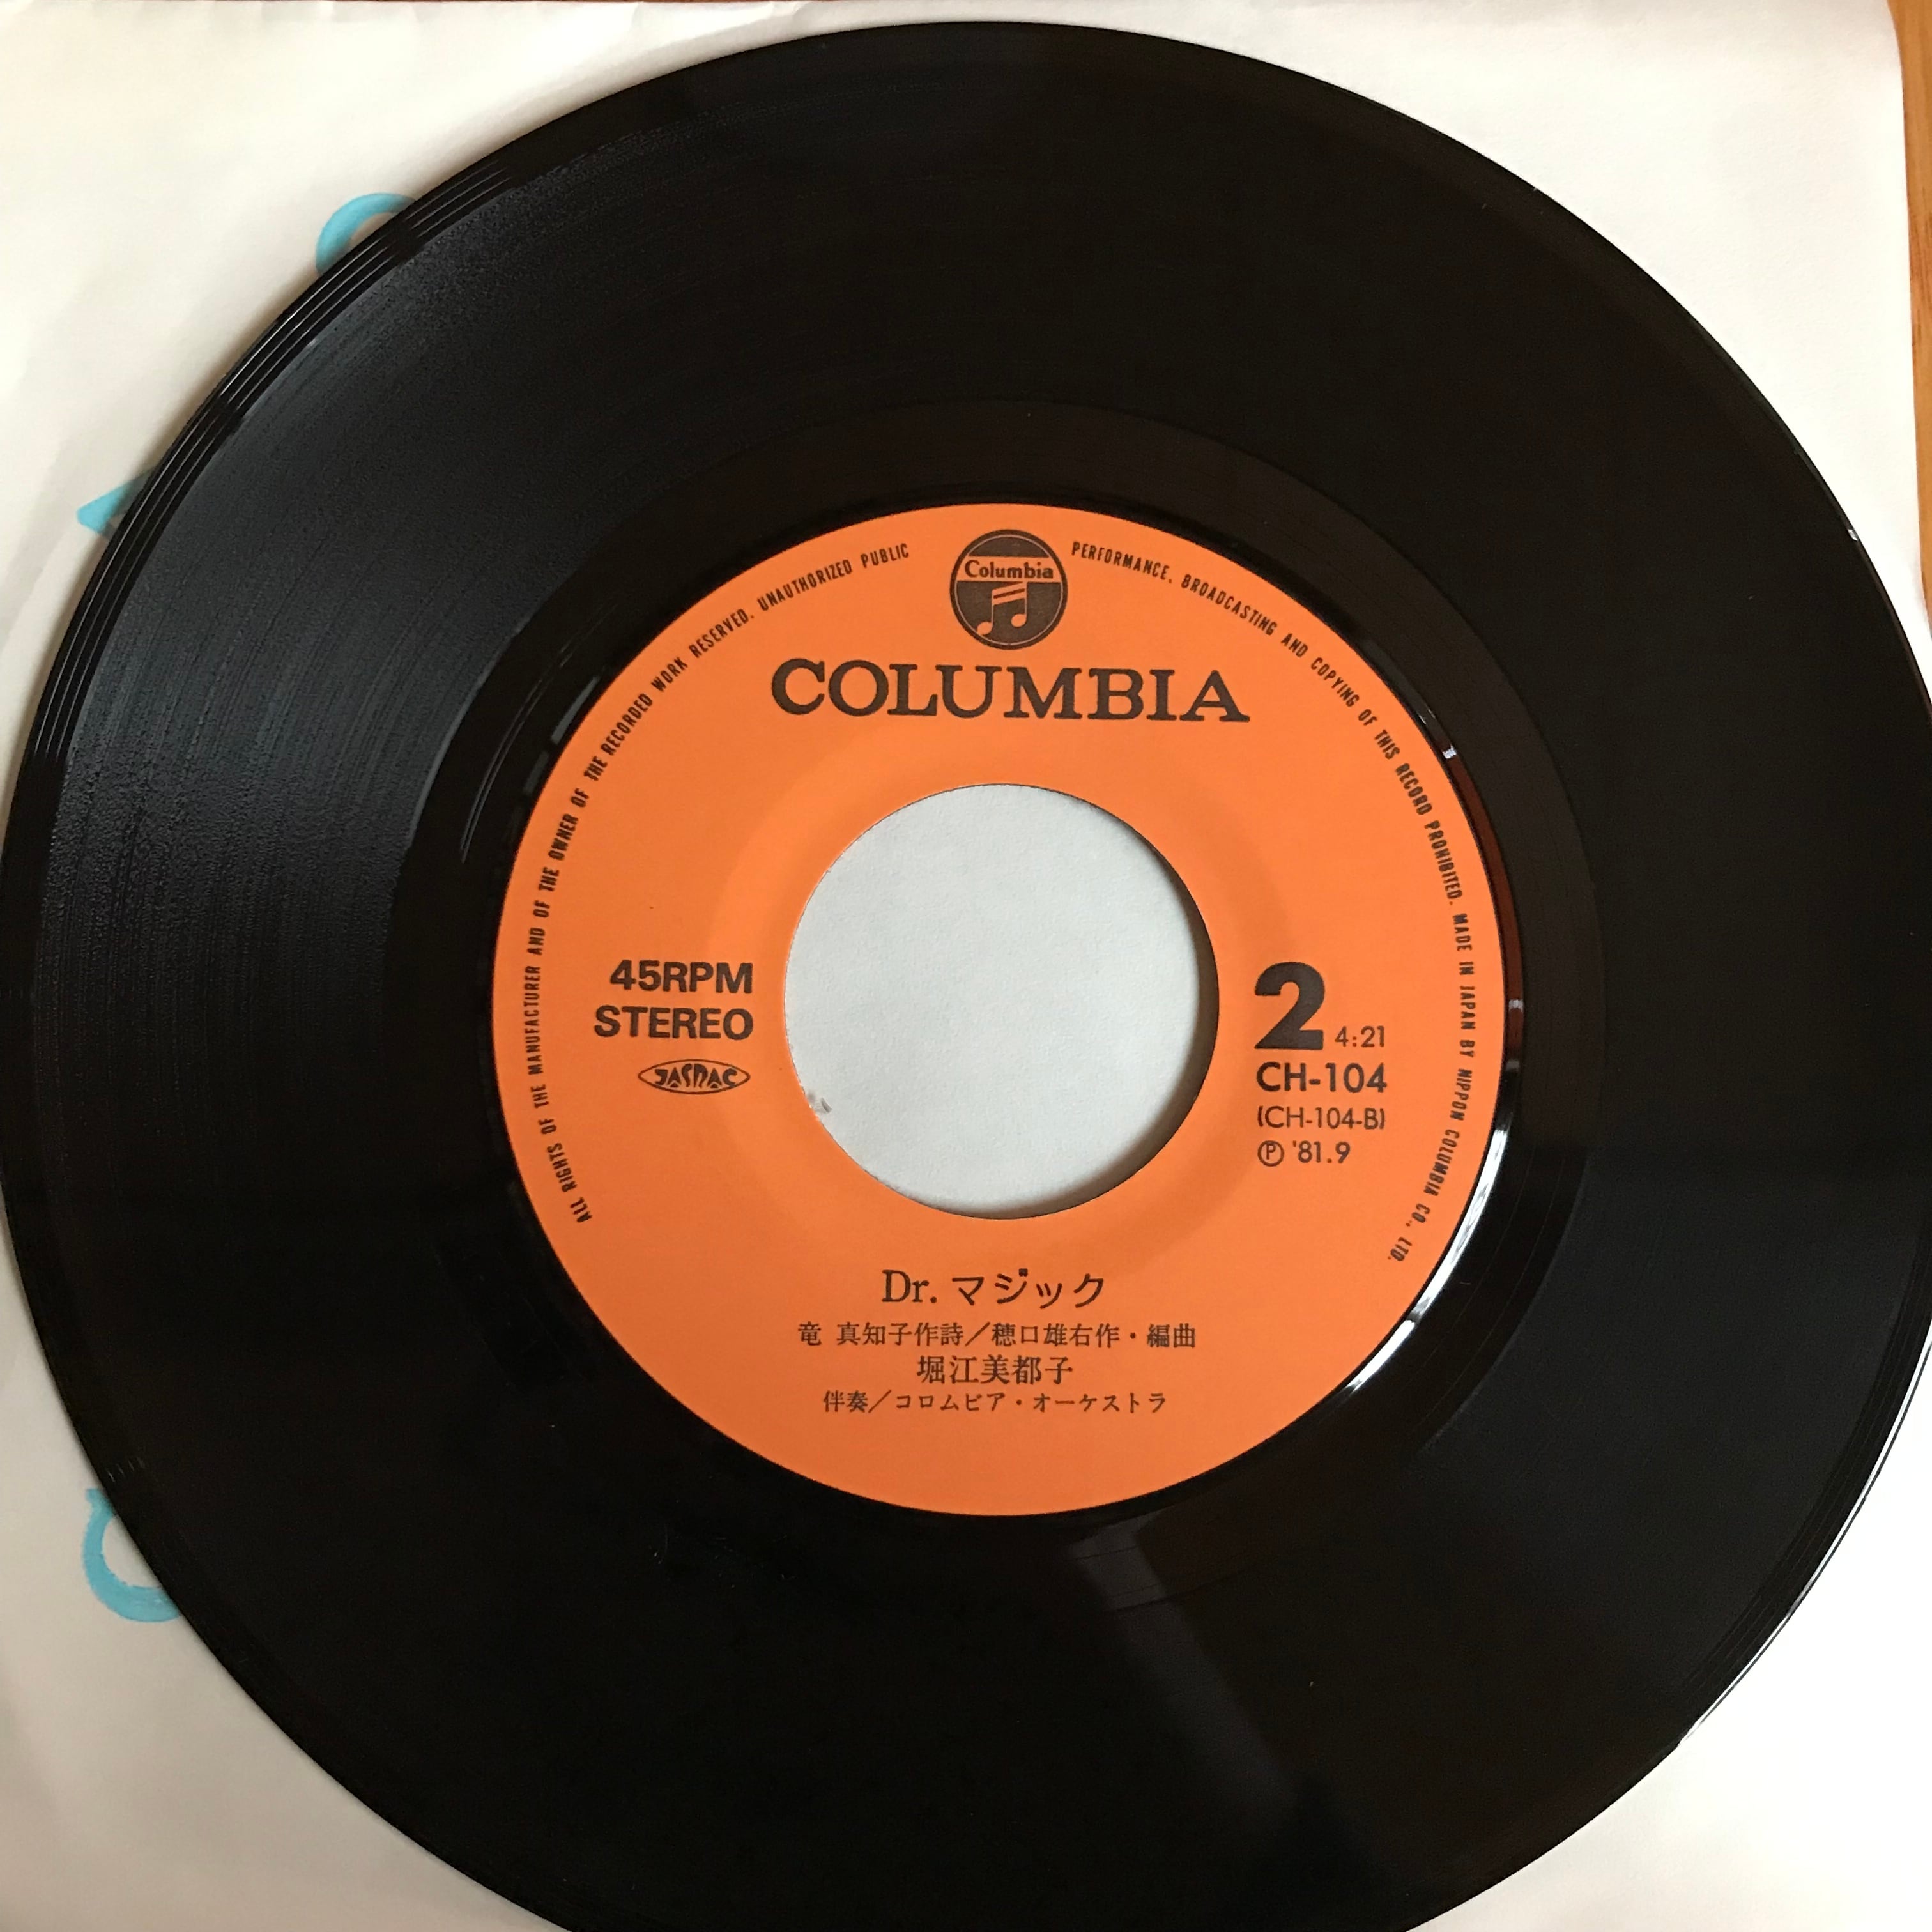 ALL RIGHTS OF THE MANUFACTURER AND OF THE OWNER OF THE RECORDED WORK RESERVED. UNAUTHORIZED PUBLIC PERFORMANCE, BROADCASTING AND COPYING OF THIS RECORD PROHIBITED. MADE IN JAPAN BY NIPPON COLUMBIA CO., LTD.
Columbia
COLUMBIA
45RPM
STEREO
JASRAC
2 4:21
CH-104
(CH-104-B)
Ⓟ '81.9
Dr. マジック
竜 真知子作詩／穂口雄右作・編曲
堀江美都子
伴奏／コロムビア・オーケストラ